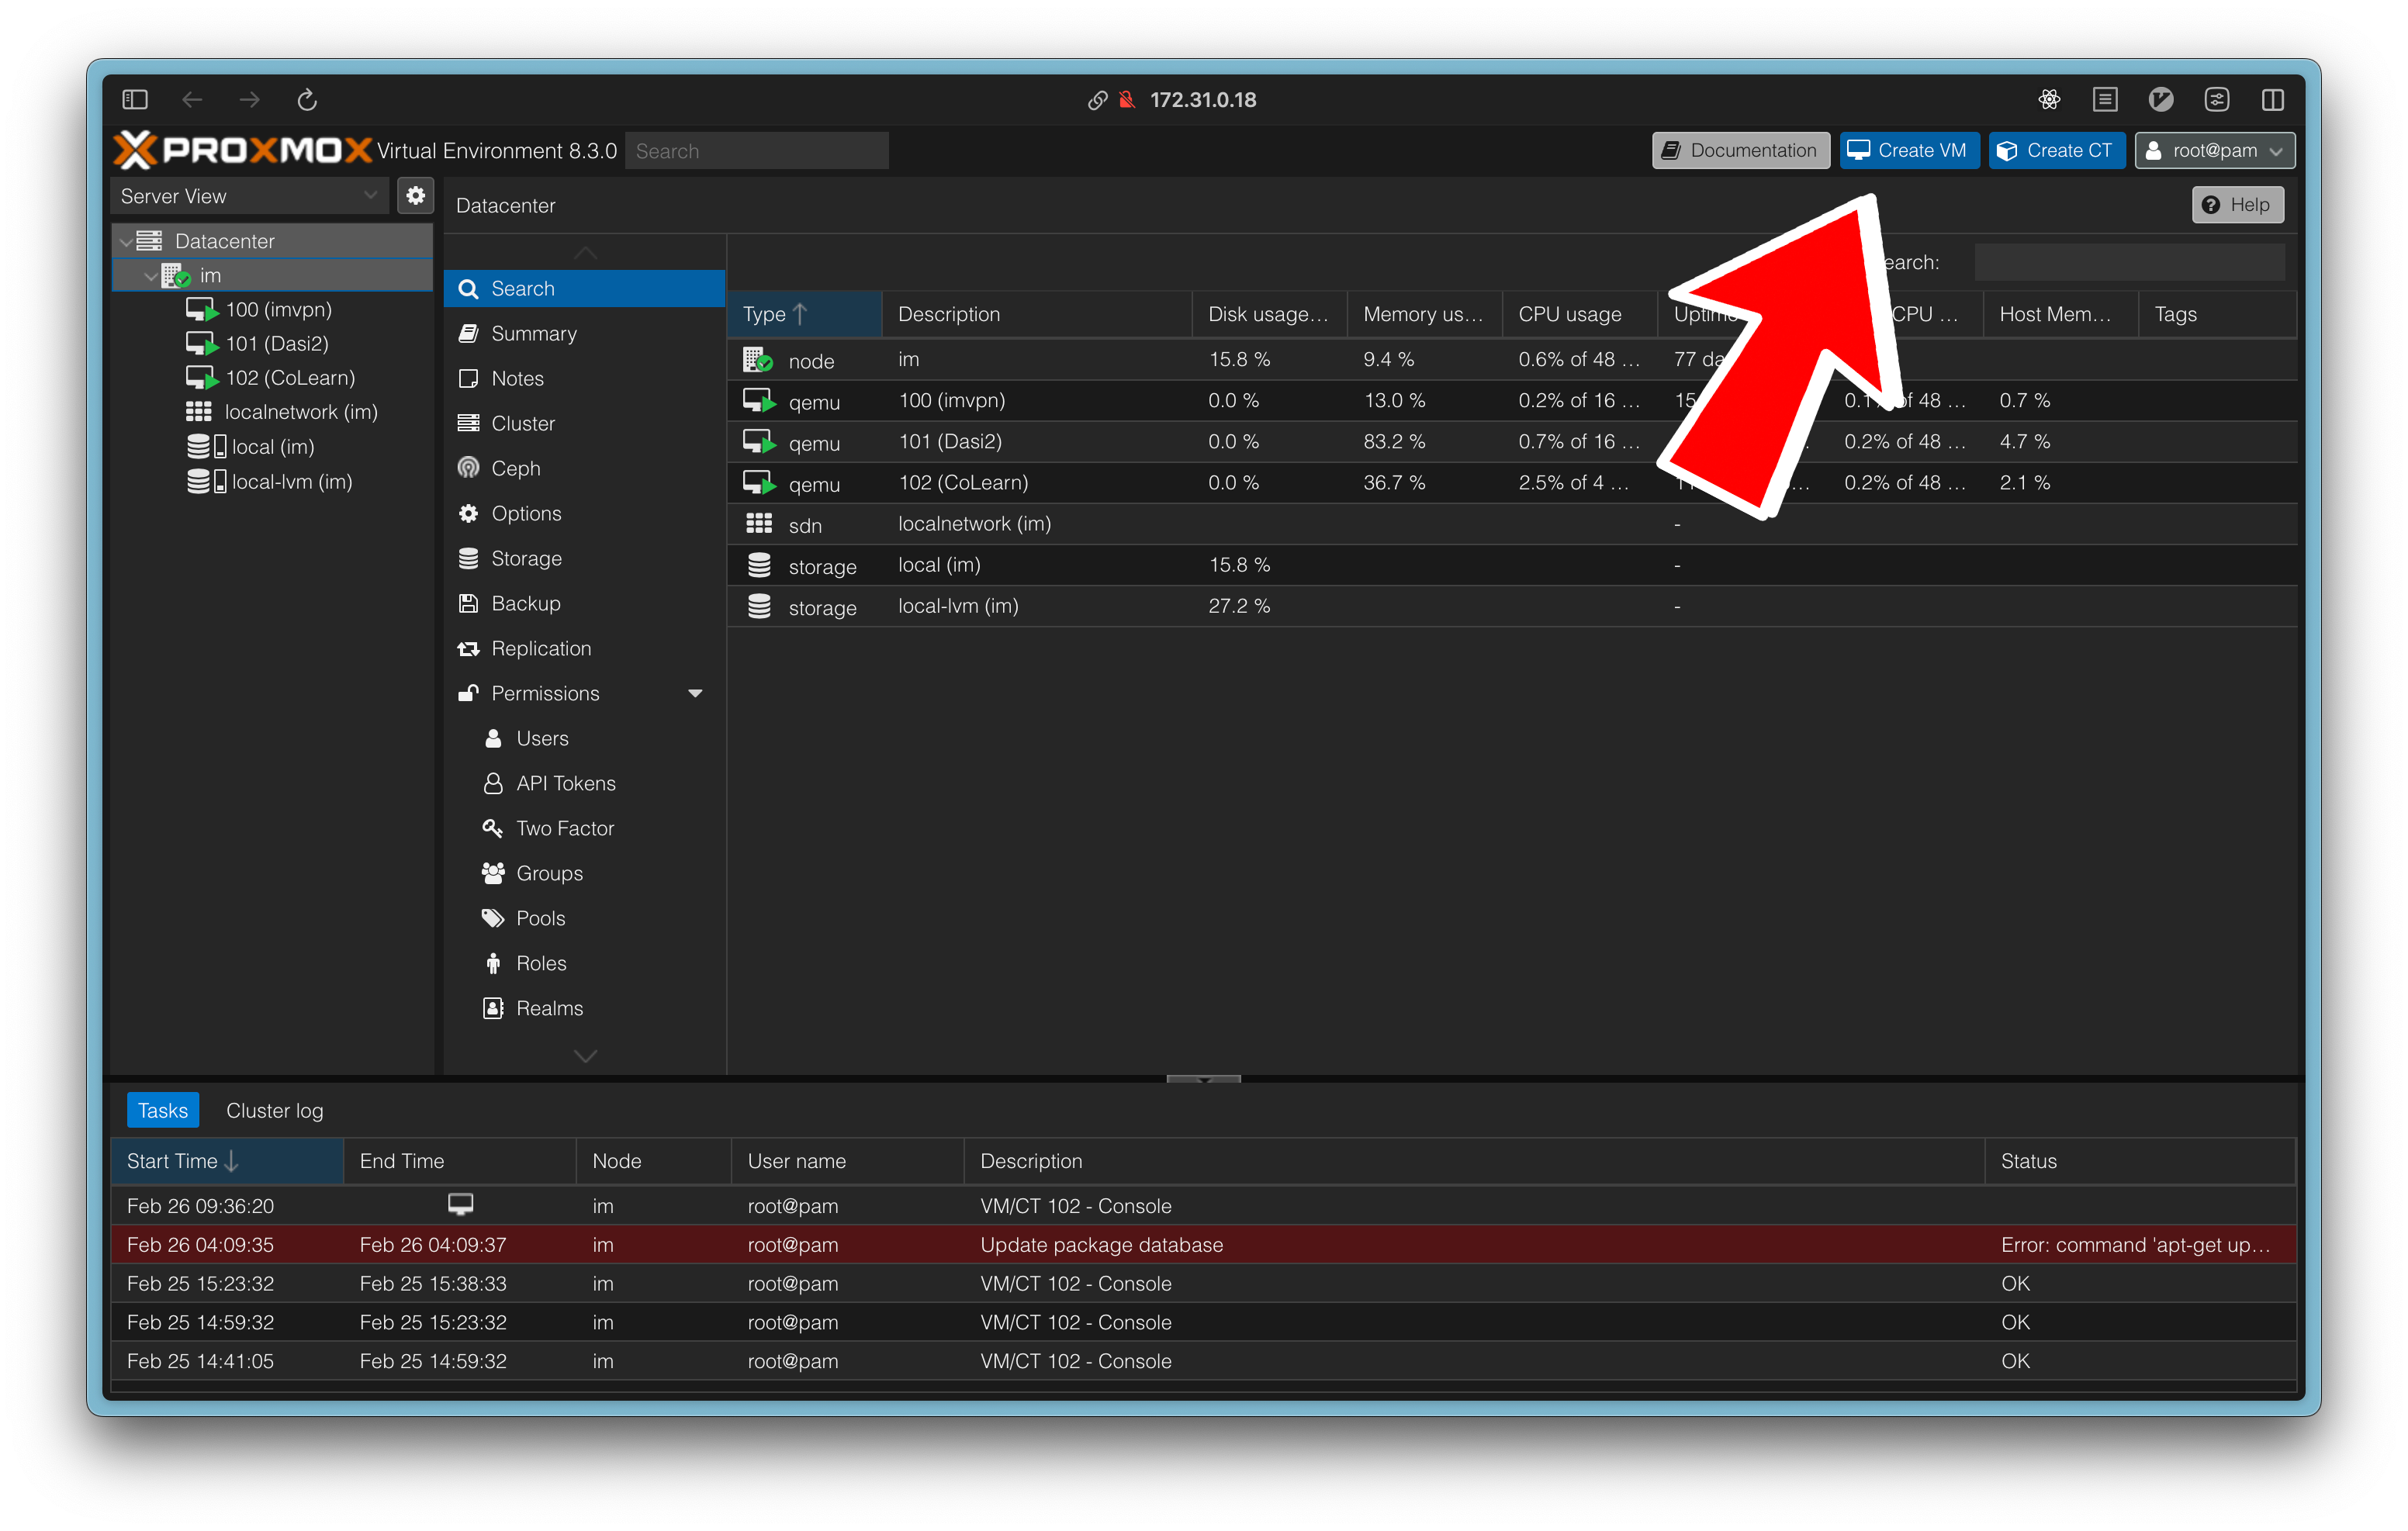 172.31.0.18
PROXMOX Virtual Environment 8.3.0 Search Documentation Create VM Create CT root@pam
Server View
Datacenter Help
Datacenter
im
100 (imvpn)
101 (Dasi2)
102 (CoLearn)
localnetwork (im)
local (im)
local-lvm (im)
Search
Summary
Notes
Cluster
Ceph
Options
Storage
Backup
Replication
Permissions
Users
API Tokens
Two Factor
Groups
Pools
Roles
Realms
earch:
Type Description Disk usage... Memory us... CPU usage Uptime CPU ... Host Mem... Tags
node im 15.8 % 9.4 % 0.6% of 48 ... 77 da
qemu 100 (imvpn) 0.0 % 13.0 % 0.2% of 16 ... 15 of 48 ... 0.7 %
qemu 101 (Dasi2) 0.0 % 83.2 % 0.7% of 16 ... 0.2% of 48 ... 4.7 %
qemu 102 (CoLearn) 0.0 % 36.7 % 2.5% of 4 ... 0.2% of 48 ... 2.1 %
sdn localnetwork (im) -
storage local (im) 15.8 % -
storage local-lvm (im) 27.2 % -
Tasks Cluster log
Start Time End Time Node User name Description Status
Feb 26 09:36:20 im root@pam VM/CT 102 - Console
Feb 26 04:09:35 Feb 26 04:09:37 im root@pam Update package database Error: command 'apt-get up...
Feb 25 15:23:32 Feb 25 15:38:33 im root@pam VM/CT 102 - Console OK
Feb 25 14:59:32 Feb 25 15:23:32 im root@pam VM/CT 102 - Console OK
Feb 25 14:41:05 Feb 25 14:59:32 im root@pam VM/CT 102 - Console OK